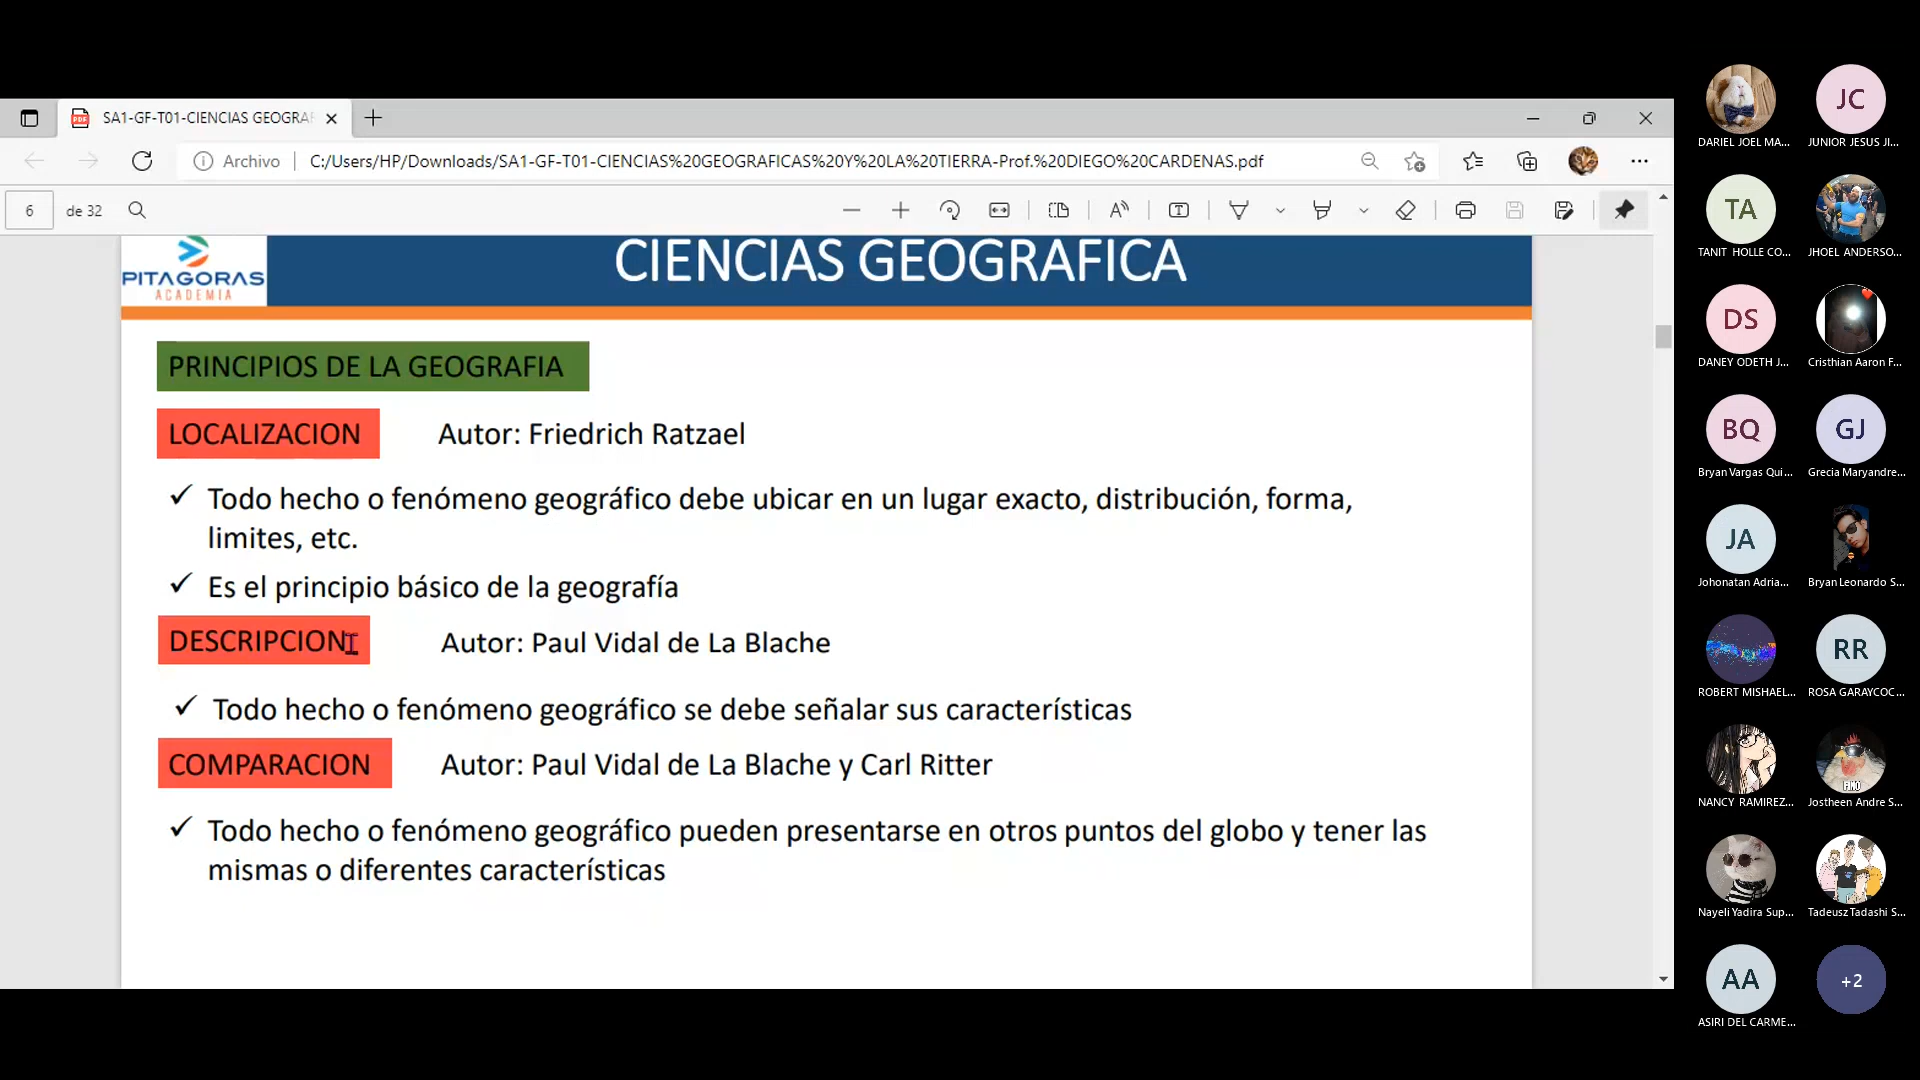 SA1-GF-T01-CIENCIAS GEOGRAF
Archivo
C:/Users/HP/Downloads/SA1-GF-T01-CIENCIAS%20GEOGRAFICAS%20Y%20LA%20TIERRA-Prof.%20DIEGO%20CARDENAS.pdf
6 de 32
PITAGORAS
ACADEMIA
CIENCIAS GEOGRAFICA
PRINCIPIOS DE LA GEOGRAFIA
LOCALIZACION Autor: Friedrich Ratzael
✓ Todo hecho o fenómeno geográfico debe ubicar en un lugar exacto, distribución, forma,
limites, etc.
✓ Es el principio básico de la geografía
DESCRIPCION Autor: Paul Vidal de La Blache
✓ Todo hecho o fenómeno geográfico se debe señalar sus características
COMPARACION Autor: Paul Vidal de La Blache y Carl Ritter
✓ Todo hecho o fenómeno geográfico pueden presentarse en otros puntos del globo y tener las
mismas o diferentes características
DARIEL JOEL MA...
JC
JUNIOR JESUS JI...
TA
TANIT HOLLE CO...
JHOEL ANDERSO...
DS
DANEY ODETH J...
Cristhian Aaron F...
BQ
Bryan Vargas Qui...
GJ
Grecia Maryandre...
JA
Johonatan Adria...
Bryan Leonardo S...
ROBERT MISHAEL...
RR
ROSA GARAYCOC...
NANCY RAMIREZ...
Jostheen Andre S...
Nayeli Yadira Sup...
Tadeusz Tadashi S...
AA
ASIRI DEL CARME...
+2